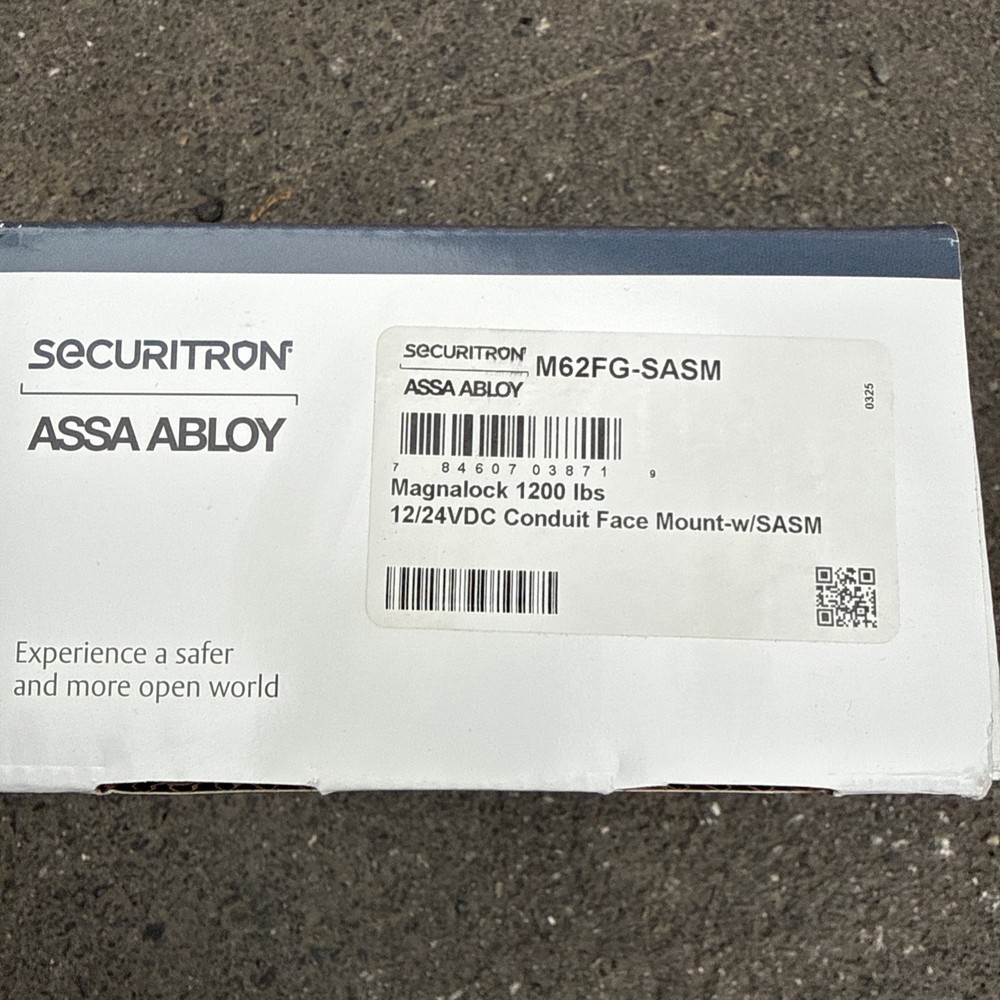 SECURITRON
ASSA ABLOY
Experience a safer
and more open world
SECURITRON
ASSA ABLOY
M62FG-SASM
0325
7 84607 03871 9
Magnalock 1200 lbs
12/24VDC Conduit Face Mount-w/SASM